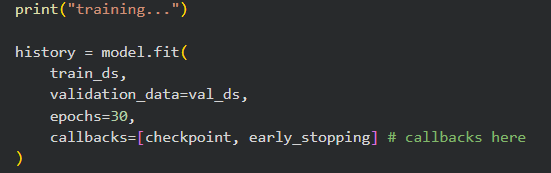 print("training...")
history = model.fit(
    train_ds,
    validation_data=val_ds,
    epochs=30,
    callbacks=[checkpoint, early_stopping] # callbacks here
)